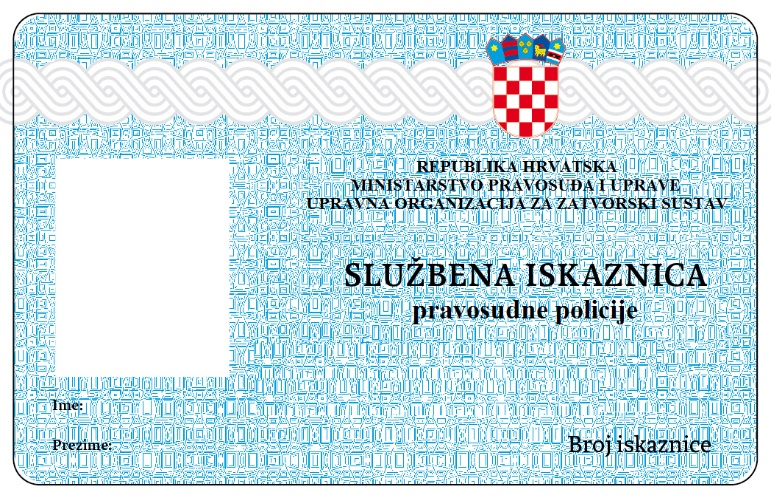 REPUBLIKA HRVATSKA
MINISTARSTVO PRAVOSUĐA I UPRAVE
UPRAVNA ORGANIZACIJA ZA ZATVORSKI SUSTAV
SLUŽBENA ISKAZNICA
pravosudne policije
Ime:
Prezime:
Broj iskaznice